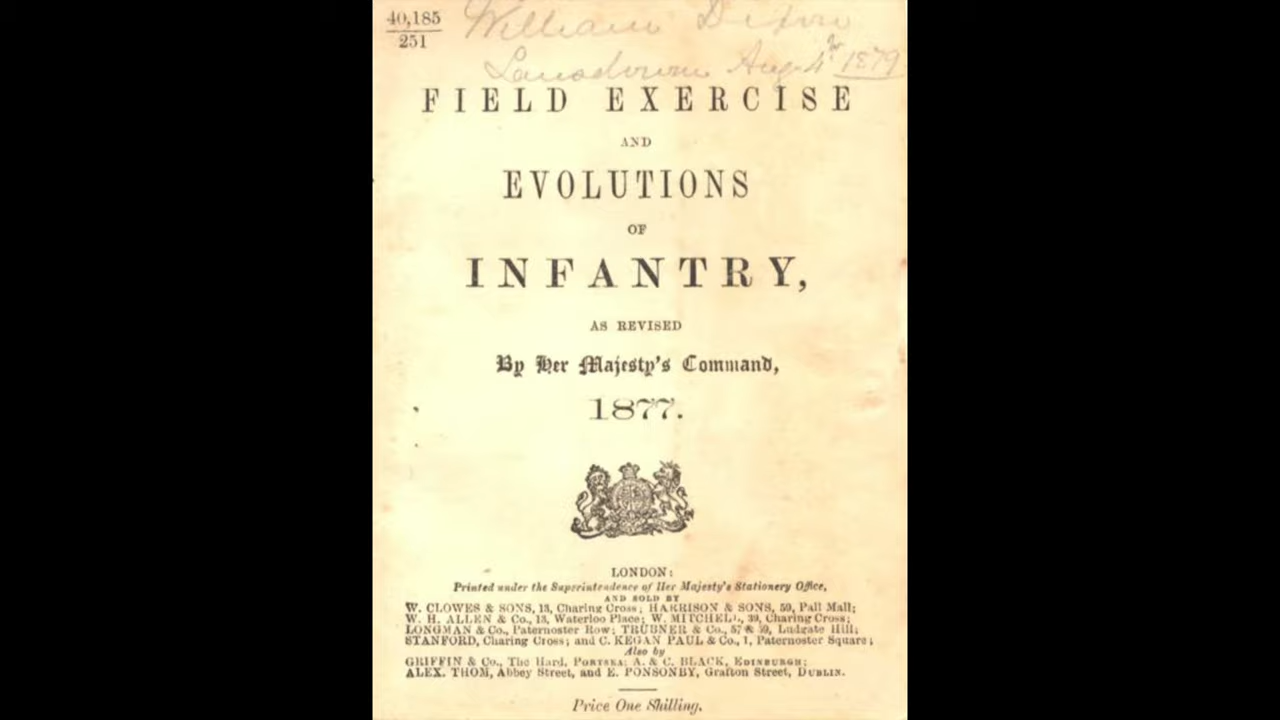 40,185
251
William Dixon
Lansdowne Aug 4th 1879
FIELD EXERCISE
AND
EVOLUTIONS
OF
INFANTRY,
AS REVISED
By Her Majesty's Command,
1877.
LONDON:
Printed under the Superintendence of Her Majesty's Stationery Office,
AND SOLD BY
W. CLOWES & SONS, 13, Charing Cross; HARRISON & SONS, 59, Pall Mall;
W. H. ALLEN & Co., 13, Waterloo Place; W. MITCHELL, 39, Charing Cross;
LONGMAN & Co., Paternoster Row; TRÜBNER & Co., 57 & 59, Ludgate Hill;
STANFORD, Charing Cross; and C. KEGAN PAUL & Co., 1, Paternoster Square;
Also by
GRIFFIN & Co., The Hard, PORTSEA; A. & C. BLACK, EDINBURGH;
ALEX. THOM, Abbey Street, and E. PONSONBY, Grafton Street, DUBLIN.
Price One Shilling.